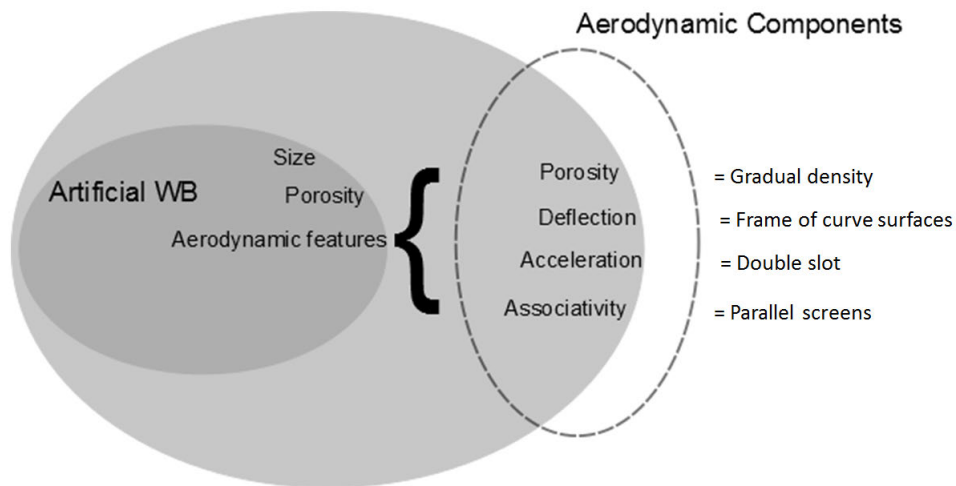 Aerodynamic Components
Size
Artificial WB
Porosity
Aerodynamic features
{
Porosity
= Gradual density
Deflection
= Frame of curve surfaces
Acceleration
= Double slot
Associativity
= Parallel screens